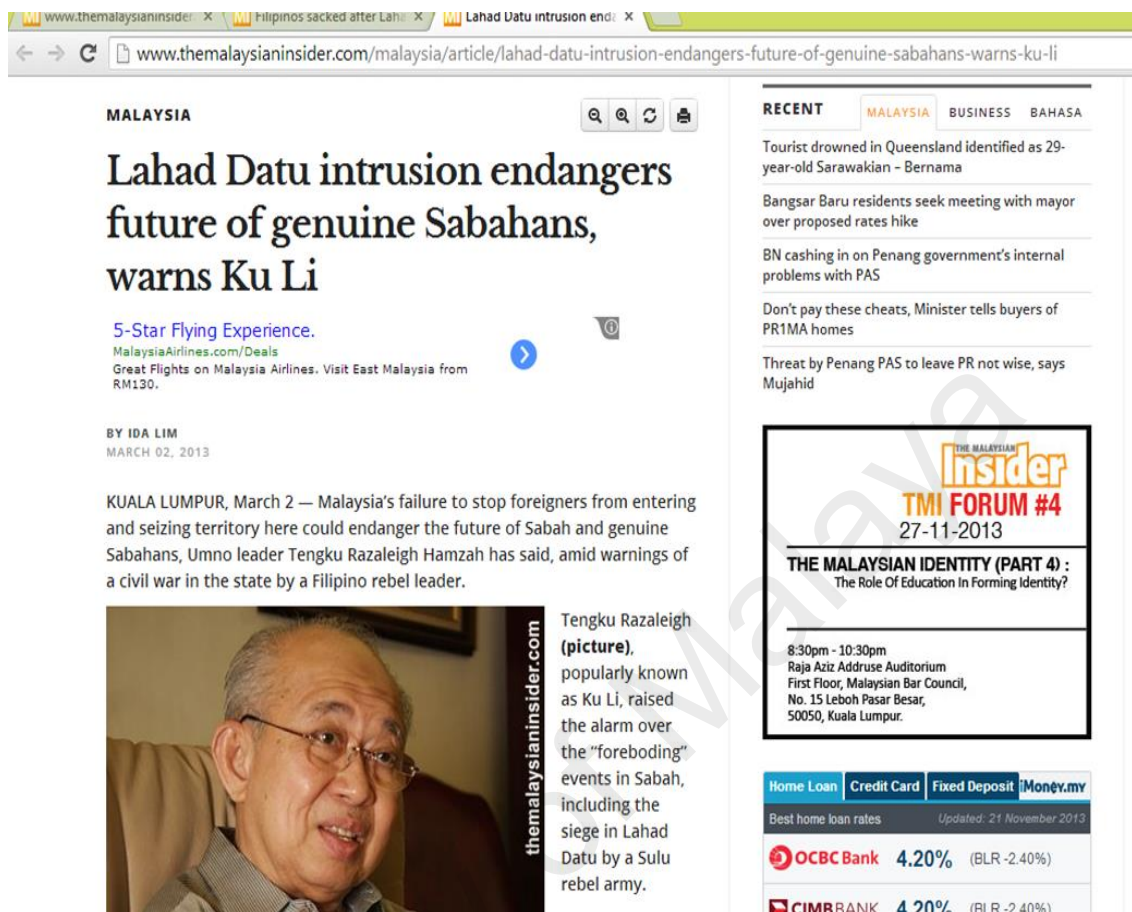 www.themalaysianinsider.
Filipinos sacked after Laha
Lahad Datu intrusion enda
www.themalaysianinsider.com/malaysia/article/lahad-datu-intrusion-endangers-future-of-genuine-sabahans-warns-ku-li
MALAYSIA
Lahad Datu intrusion endangers
future of genuine Sabahans,
warns Ku Li
5-Star Flying Experience.
MalaysiaAirlines.com/Deals
Great Flights on Malaysia Airlines. Visit East Malaysia from
RM130.
BY IDA LIM
MARCH 02, 2013
KUALA LUMPUR, March 2 — Malaysia's failure to stop foreigners from entering
and seizing territory here could endanger the future of Sabah and genuine
Sabahans, Umno leader Tengku Razaleigh Hamzah has said, amid warnings of
a civil war in the state by a Filipino rebel leader.
themalaysianinsider.com
Tengku Razaleigh
(picture),
popularly known
as Ku Li, raised
the alarm over
the “foreboding”
events in Sabah,
including the
siege in Lahad
Datu by a Sulu
rebel army.
RECENT MALAYSIA BUSINESS BAHASA
Tourist drowned in Queensland identified as 29-
year-old Sarawakian – Bernama
Bangsar Baru residents seek meeting with mayor
over proposed rates hike
BN cashing in on Penang government's internal
problems with PAS
Don't pay these cheats, Minister tells buyers of
PR1MA homes
Threat by Penang PAS to leave PR not wise, says
Mujahid
THE MALAYSIAN
Insider
TMI FORUM #4
27-11-2013
THE MALAYSIAN IDENTITY (PART 4) :
The Role Of Education In Forming Identity?
8:30pm - 10:30pm
Raja Aziz Addruse Auditorium
First Floor, Malaysian Bar Council,
No. 15 Leboh Pasar Besar,
50050, Kuala Lumpur.
Home Loan Credit Card Fixed Deposit iMoney.my
Best home loan rates Updated: 21 November 2013
OCBC Bank 4.20% (BLR -2.40%)
CIMB BANK 4.20% (BLR -2.40%)
of Malaya